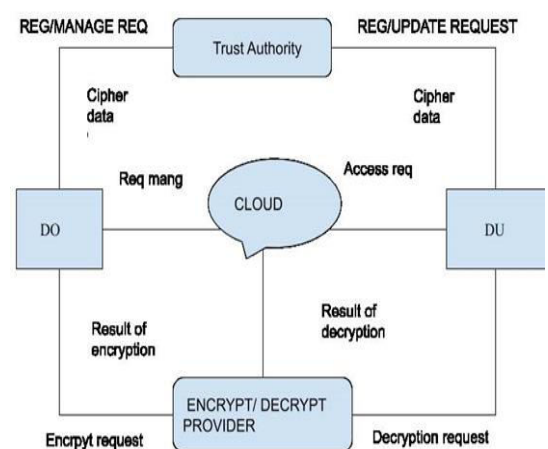 REG/MANAGE REQ
REG/UPDATE REQUEST
Trust Authority
Cipher
data
Cipher
data
Req mang
Access req
CLOUD
DO
DU
Result of
encryption
Result of
decryption
ENCRYPT/ DECRYPT
PROVIDER
Encrpyt request
Decryption request